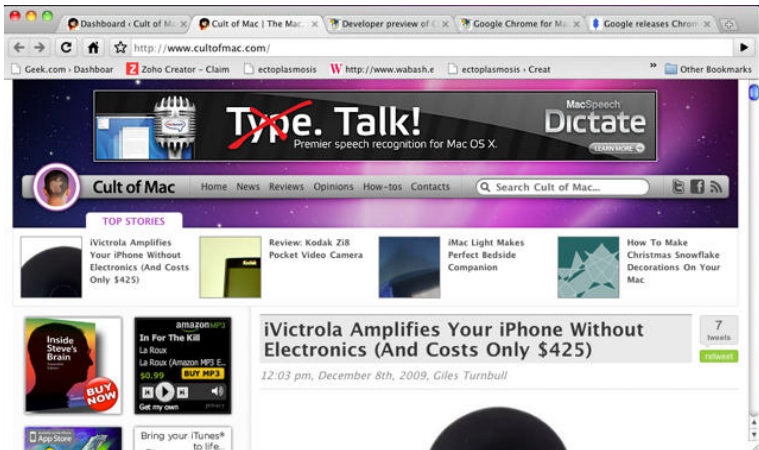 Dashboard ‹ Cult of M
Cult of Mac | The Mac.
Developer preview of C
Google Chrome for Ma
Google releases Chrom
http://www.cultofmac.com/
Geek.com › Dashboar
Zoho Creator - Claim
ectoplasmosis
http://www.wabash.e
ectoplasmosis › Creat
»
Other Bookmarks
Type. Talk!
Premier speech recognition for Mac OS X.
MacSpeech
Dictate
LEARN MORE
Cult of Mac
Home News Reviews Opinions How-tos Contacts
Search Cult of Mac...
TOP STORIES
iVictrola Amplifies
Your iPhone Without
Electronics (And Costs
Only $425)
Review: Kodak Zi8
Pocket Video Camera
Kodak
iMac Light Makes
Perfect Bedside
Companion
How To Make
Christmas Snowflake
Decorations On Your
Mac
Inside
Steve's
Brain
BUY
NOW
amazonMP3
In For The Kill
La Roux
La Roux (Amazon MP3 E..
$0.99 BUY MP3
Get my own
privacy
iVictrola Amplifies Your iPhone Without
Electronics (And Costs Only $425)
12:03 pm, December 8th, 2009, Giles Turnbull
7
tweets
retweet
App Store
Bring your iTunes®
to life...